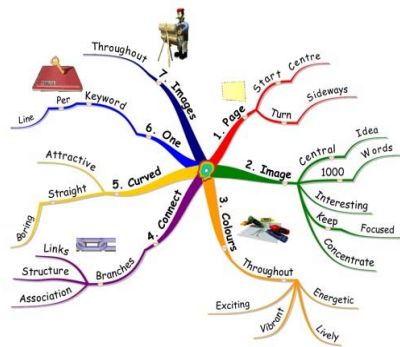 1. Page
Start Centre
Turn Sideways
2. Image
Central Idea
1000 Words
Interesting
Keep Focused
Concentrate
3. Colours
Throughout
Energetic
Lively
Vibrant
Exciting
4. Connect
Branches
Links
Structure
Association
5. Curved
Attractive
Straight
Boring
6. One
Keyword
Per
Line
7. Images
Throughout